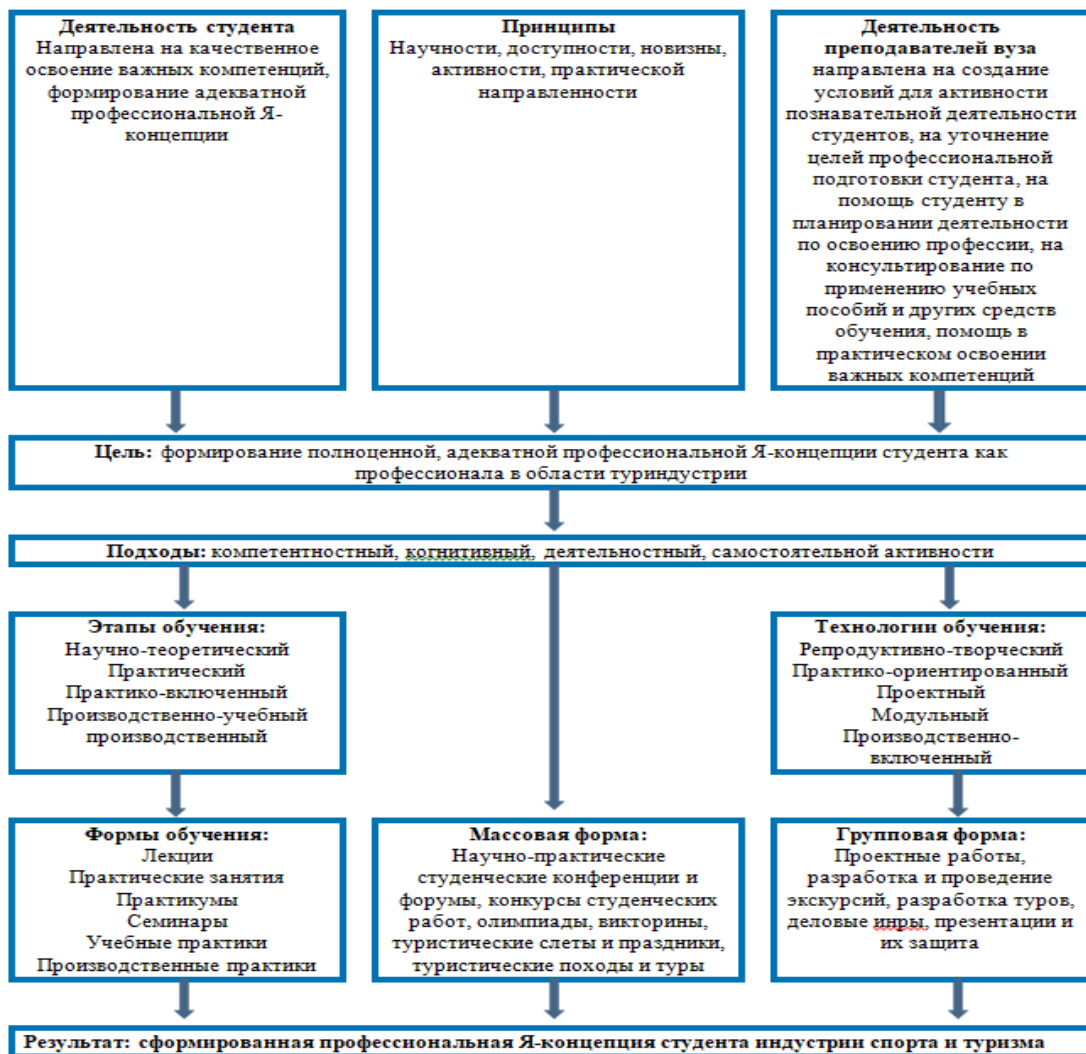 Деятельность студента
Направлена на качественное
освоение важных компетенций,
формирование адекватной
профессиональной Я-
концепции
Принципы
Научности, доступности, новизны,
активности, практической
направленности
Деятельность
преподавателей вуза
направлена на создание
условий для активности
познавательной деятельности
студентов, на уточнение
целей профессиональной
подготовки студента, на
помощь студенту в
планировании деятельности
по освоению профессии, на
консультирование по
применению учебных
пособий и других средств
обучения, помощь в
практическом освоении
важных компетенций
Цель: формирование полноценной, адекватной профессиональной Я-концепции студента как
профессионала в области туриндустрии
Подходы: компетентностный, когнитивный, деятельностный, самостоятельной активности
Этапы обучения:
Научно-теоретический
Практический
Практико-включенный
Производственно-учебный
производственный
Технологии обучения:
Репродуктивно-творческий
Практико-ориентированный
Проектный
Модульный
Производственно-
включенный
Формы обучения:
Лекции
Практические занятия
Практикумы
Семинары
Учебные практики
Производственные практики
Массовая форма:
Научно-практические
студенческие конференции и
форумы, конкурсы студенческих
работ, олимпиады, викторины,
туристические слеты и праздники,
туристические походы и туры
Групповая форма:
Проектные работы,
разработка и проведение
экскурсий, разработка туров,
деловые инры, презентации и
их защита
Результат: сформированная профессиональная Я-концепция студента индустрии спорта и туризма